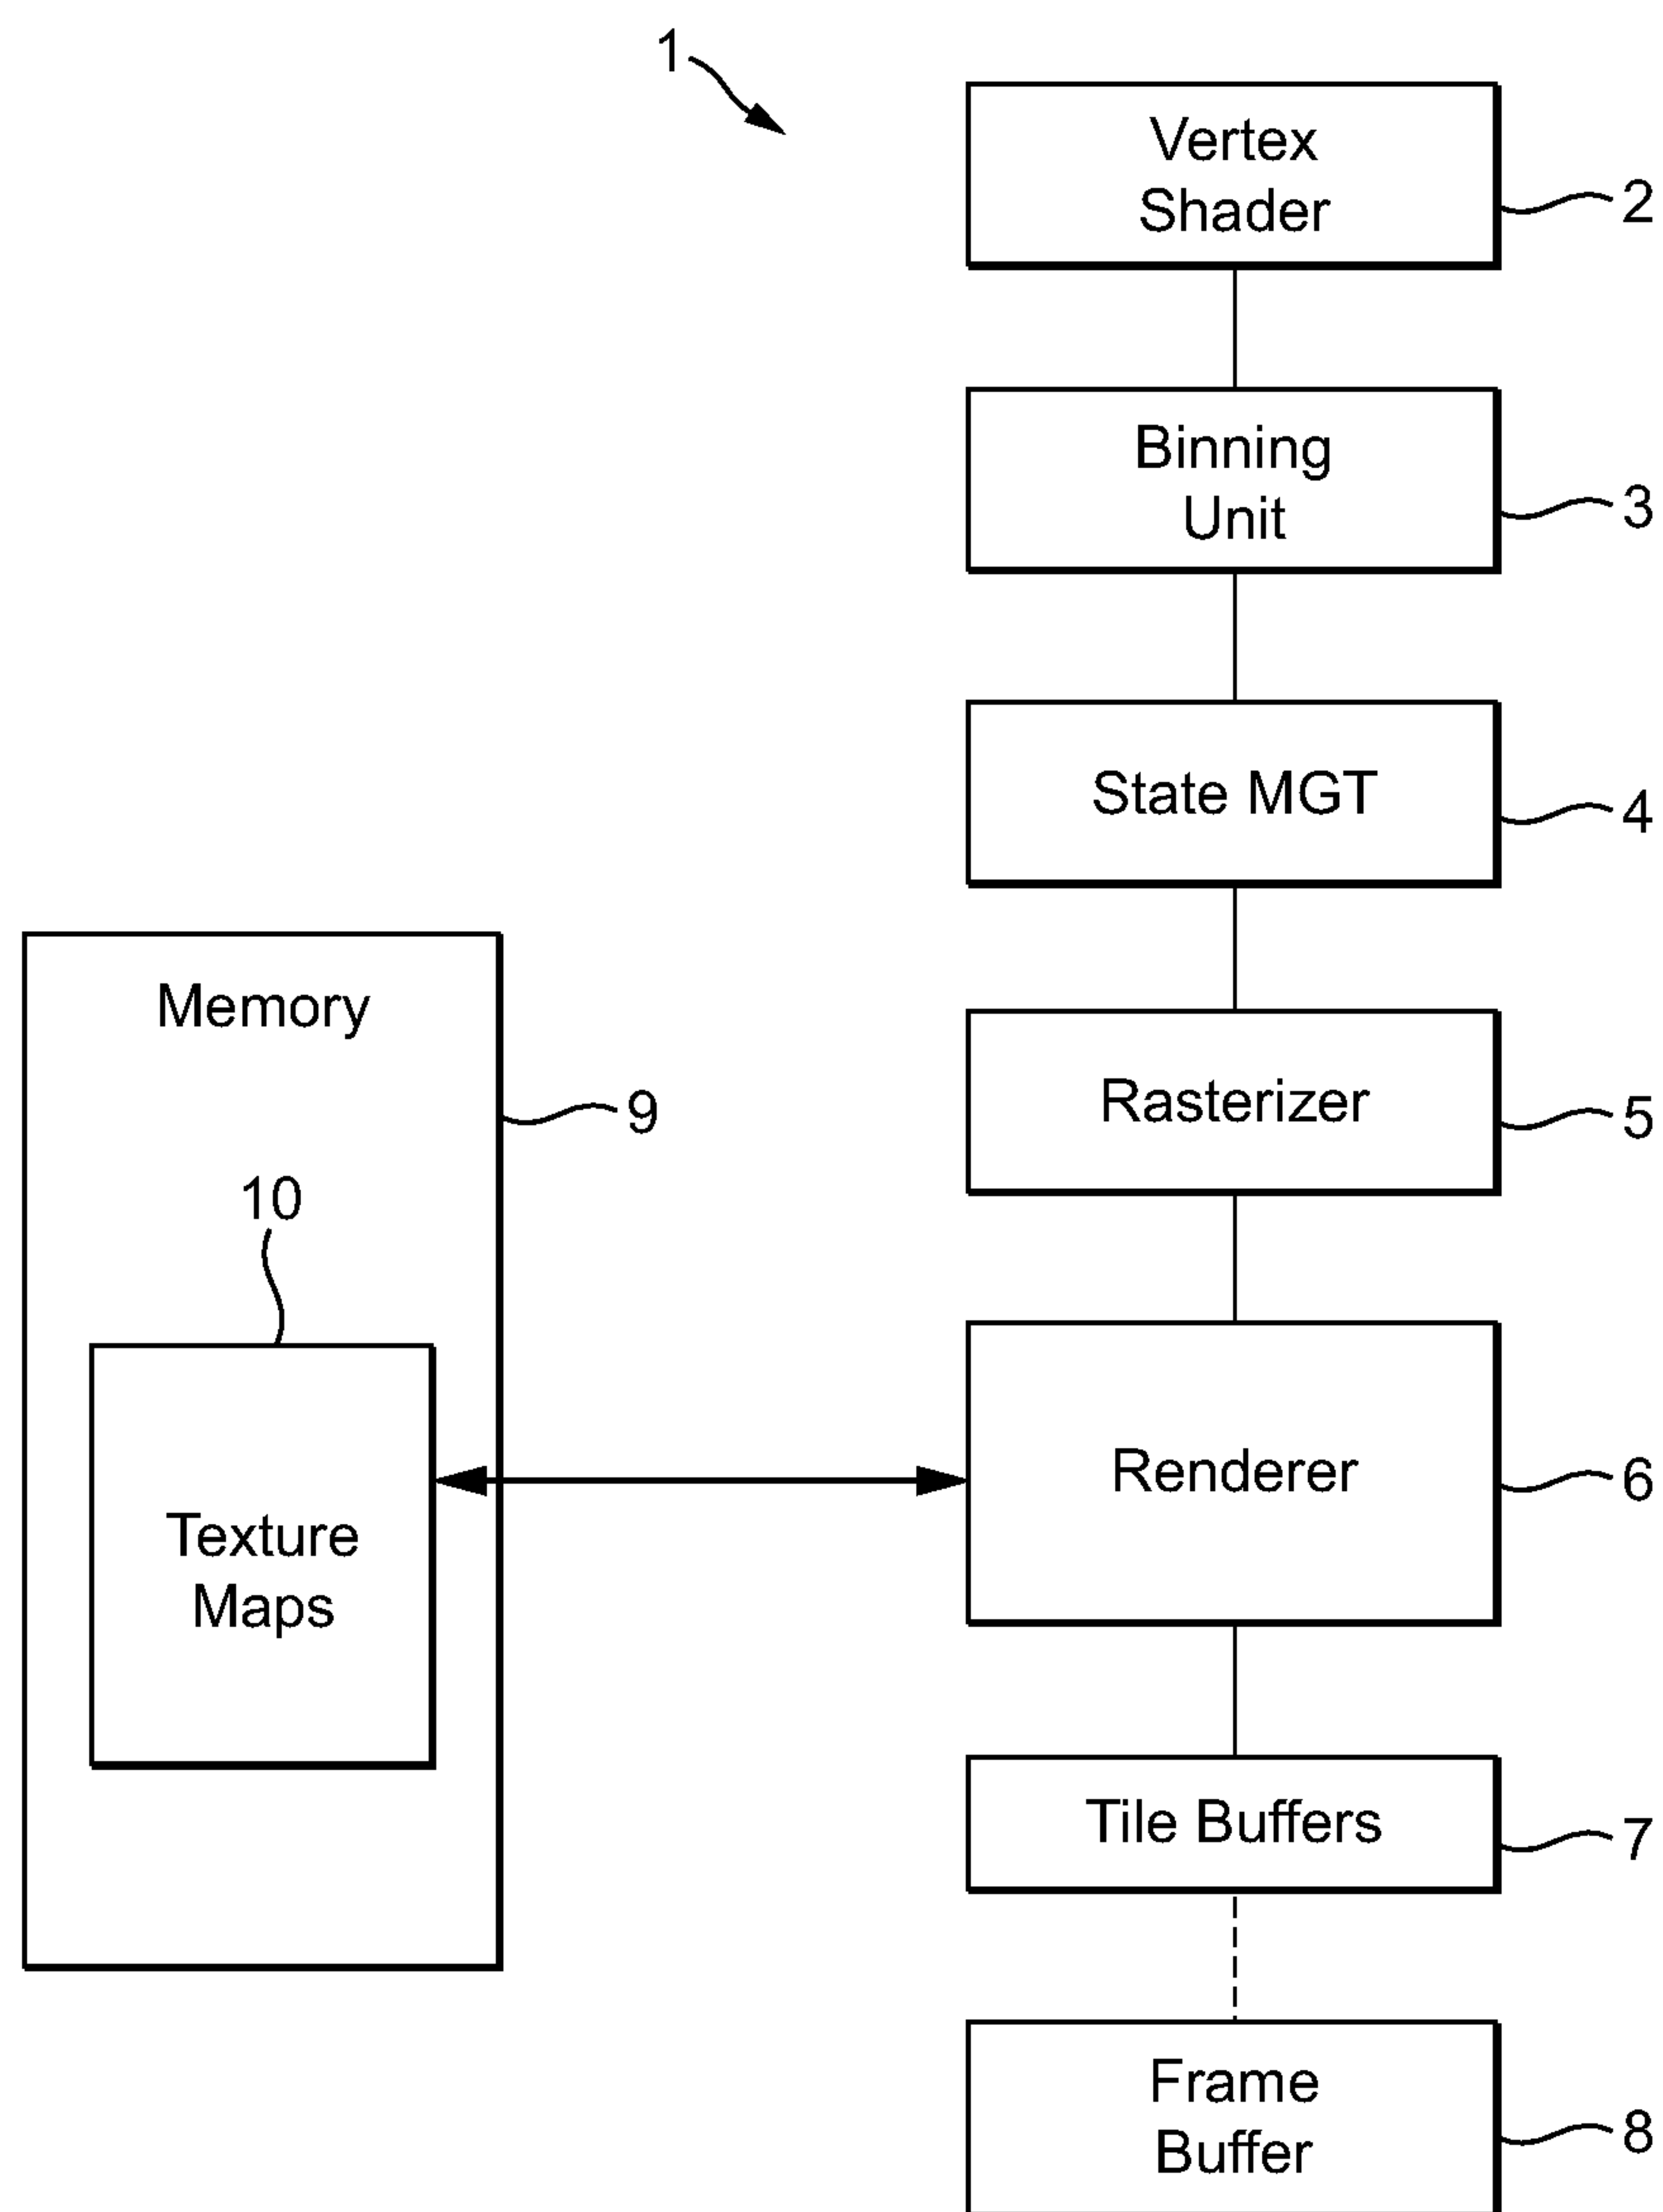 1
Vertex
Shader
2
Binning
Unit
3
State MGT
4
Memory
Rasterizer
9
5
10
Renderer
6
Texture
Maps
Tile Buffers
7
Frame
Buffer
8